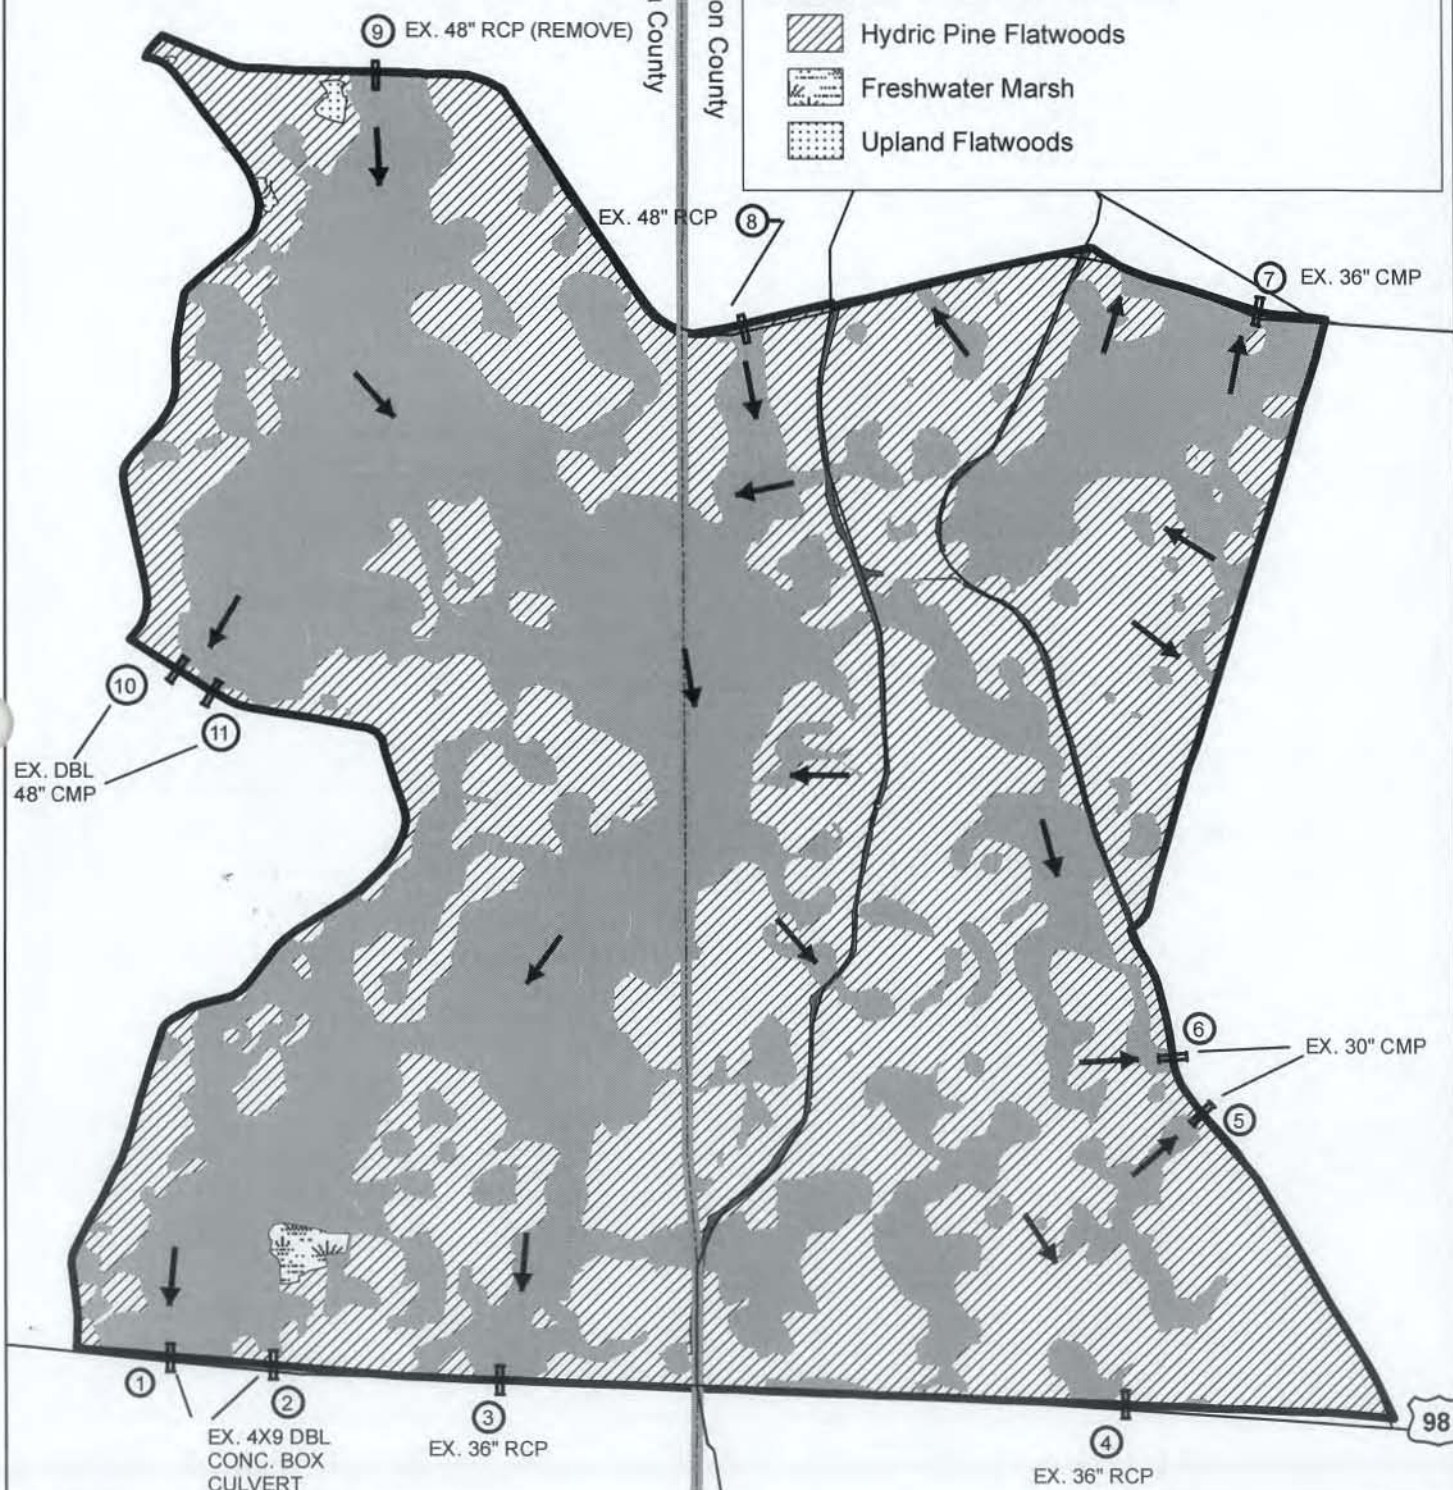 9 EX. 48" RCP (REMOVE)
County
on County
Hydric Pine Flatwoods
Freshwater Marsh
Upland Flatwoods
EX. 48" RCP 8
7 EX. 36" CMP
10
11
EX. DBL
48" CMP
6
EX. 30" CMP
5
1
2
EX. 4X9 DBL
CONC. BOX
CULVERT
3
EX. 36" RCP
4
EX. 36" RCP
98